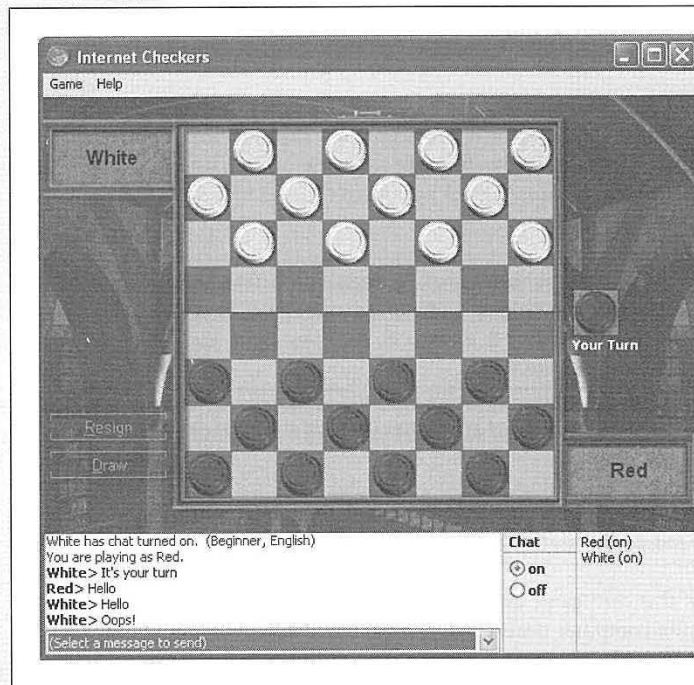 Internet Checkers
Game Help
White
Your Turn
Resign
Draw
Red
White has chat turned on. (Beginner, English)
You are playing as Red.
White> It's your turn
Red> Hello
White> Hello
White> Oops!
(Select a message to send)
Chat
on
off
Red (on)
White (on)